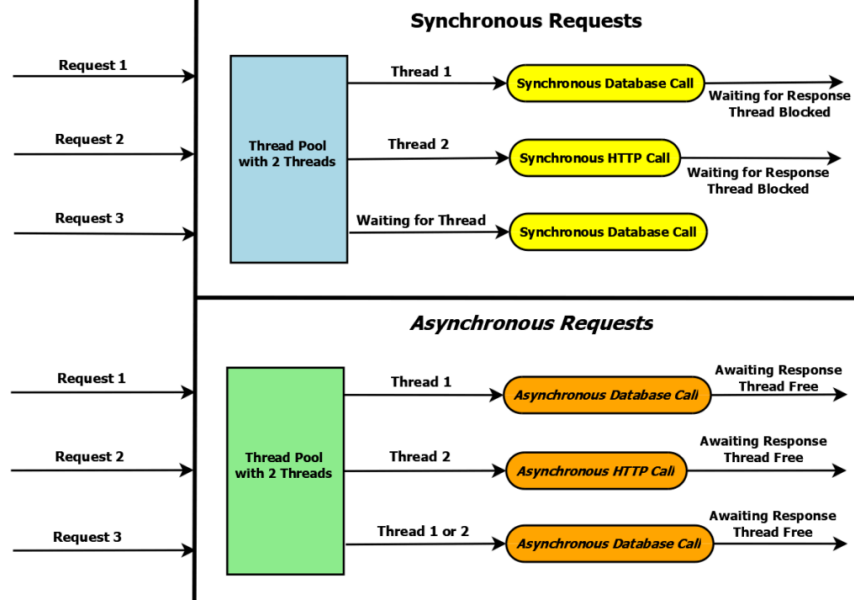 Synchronous Requests
Request 1
Thread 1
Synchronous Database Call
Waiting for Response
Thread Blocked
Request 2
Thread Pool
with 2 Threads
Thread 2
Synchronous HTTP Call
Waiting for Response
Thread Blocked
Request 3
Waiting for Thread
Synchronous Database Call
Asynchronous Requests
Request 1
Thread 1
Asynchronous Database Call
Awaiting Response
Thread Free
Request 2
Thread Pool
with 2 Threads
Thread 2
Asynchronous HTTP Call
Awaiting Response
Thread Free
Request 3
Thread 1 or 2
Asynchronous Database Call
Awaiting Response
Thread Free